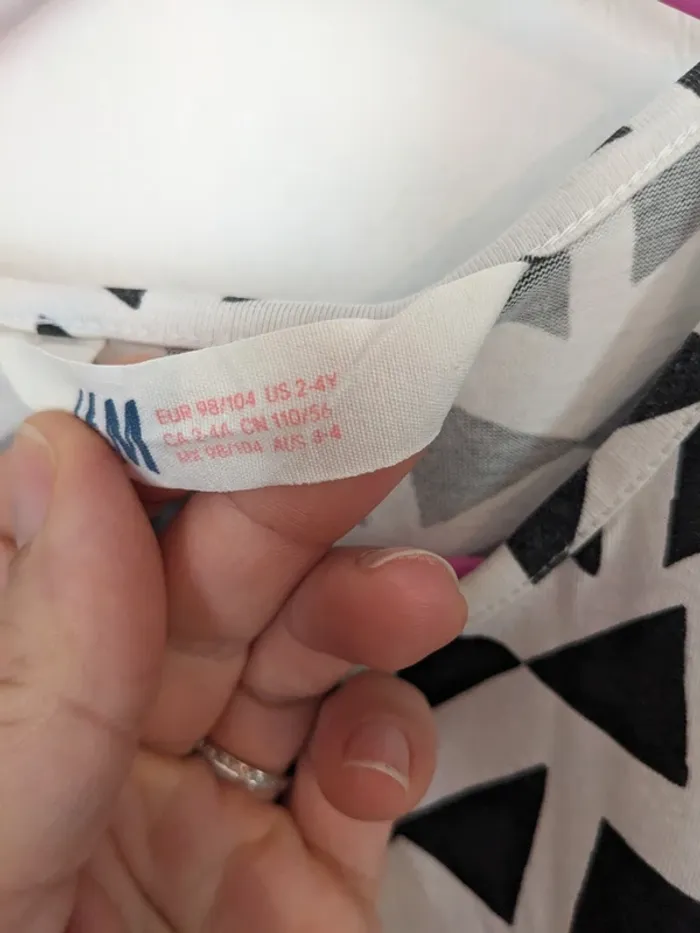 M
EUR 98/104 US 2-4Y
CA 2-4A CN 110/56
MX 98/104 AUS 3-4